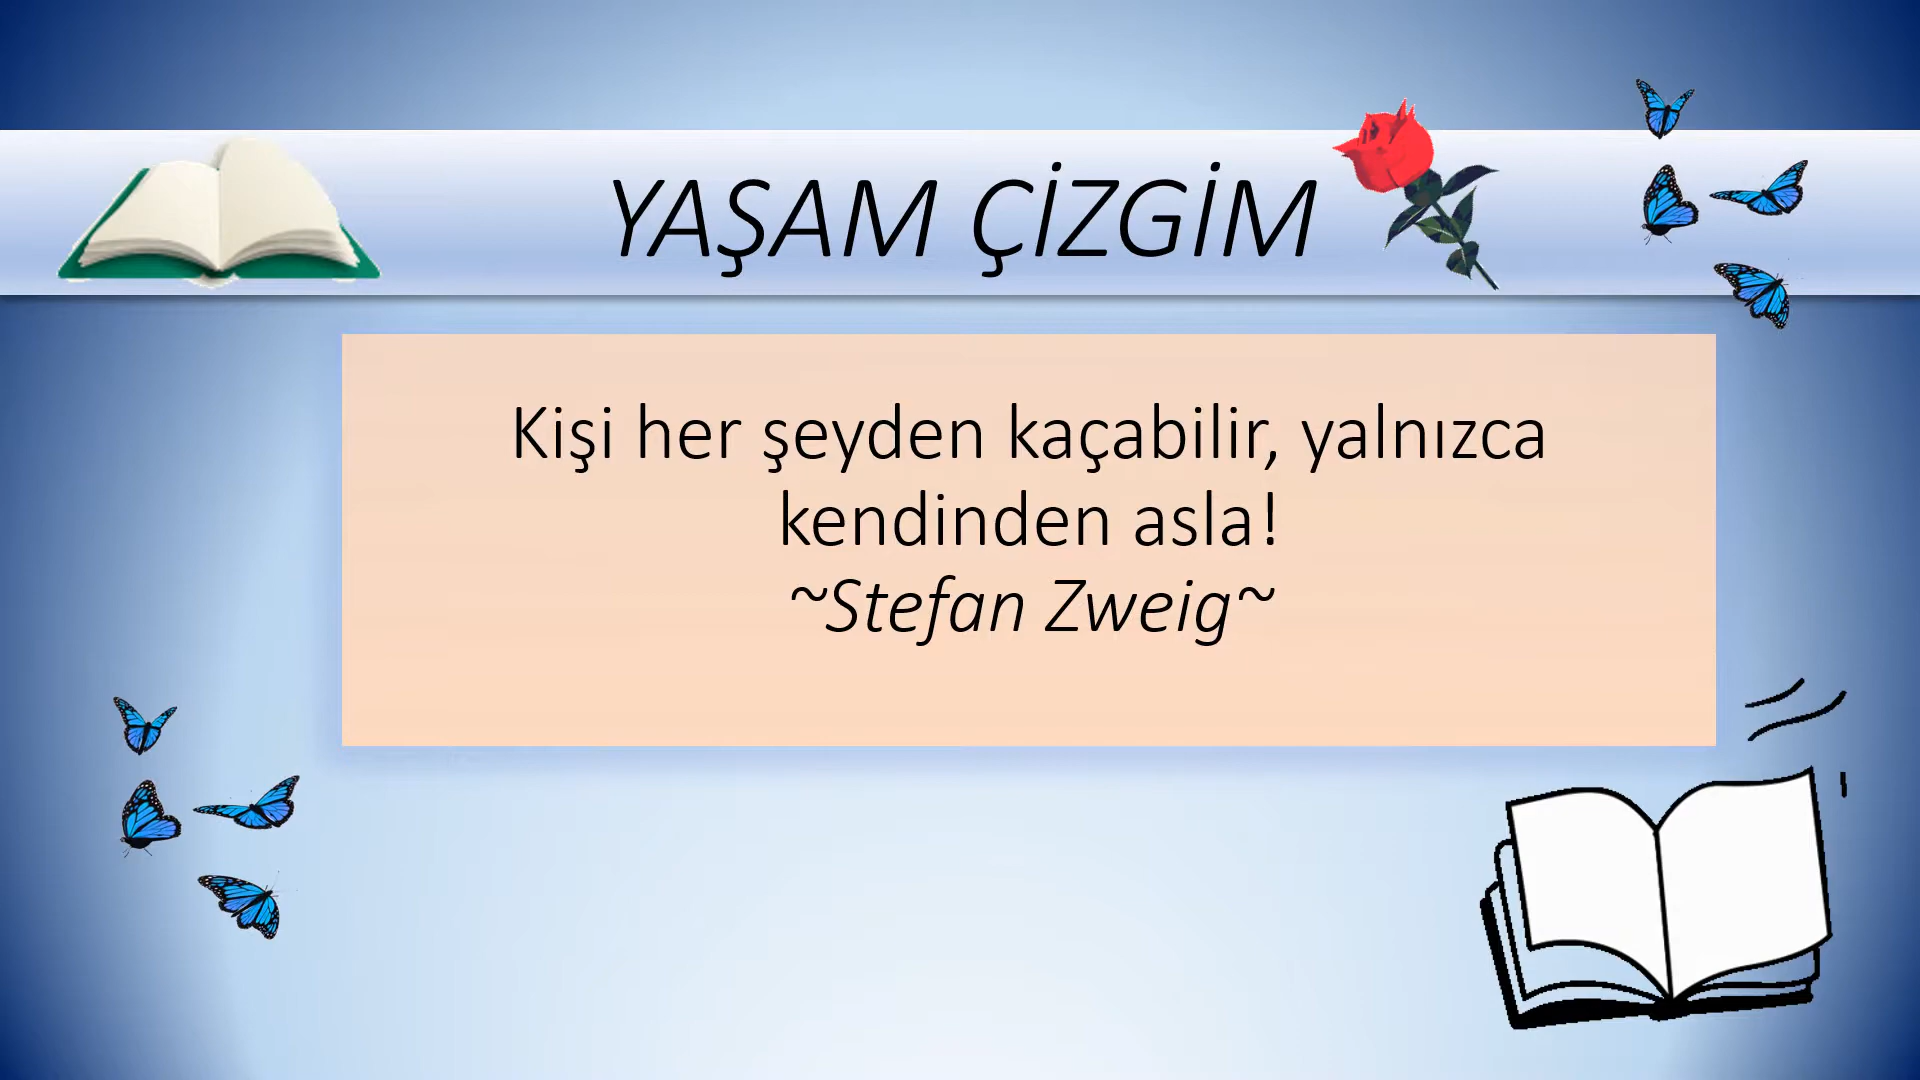 YAŞAM ÇİZGİM
Kişi her şeyden kaçabilir, yalnızca
kendinden asla!
~Stefan Zweig~